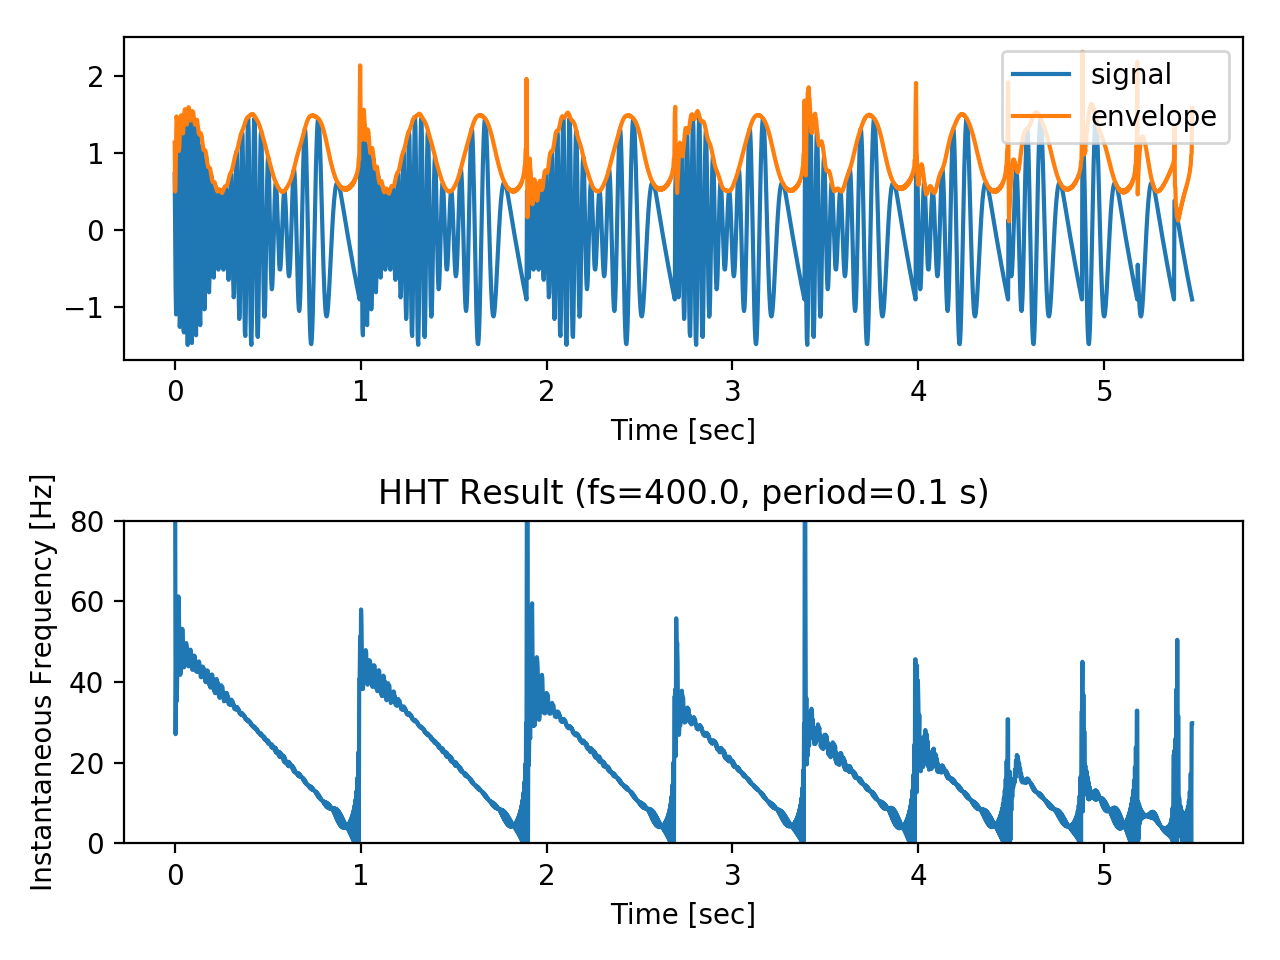 2
1
0
−1
signal
envelope
0 1 2 3 4 5
Time [sec]
HHT Result (fs=400.0, period=0.1 s)
Instantaneous Frequency [Hz]
80
60
40
20
0
0 1 2 3 4 5
Time [sec]